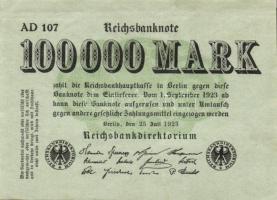 AD 107
Reichsbanknote
100000 MARK
zahlt die Reichsbankhauptkasse in Berlin gegen diese
Banknote dem Einlieferer. Vom 1. September 1923 ab
kann diese Banknote aufgerufen und unter Umtausch
gegen andere gesetzliche Zahlungsmittel eingezogen werden
Berlin, den 25. Juli 1923
Reichsbankdirektorium